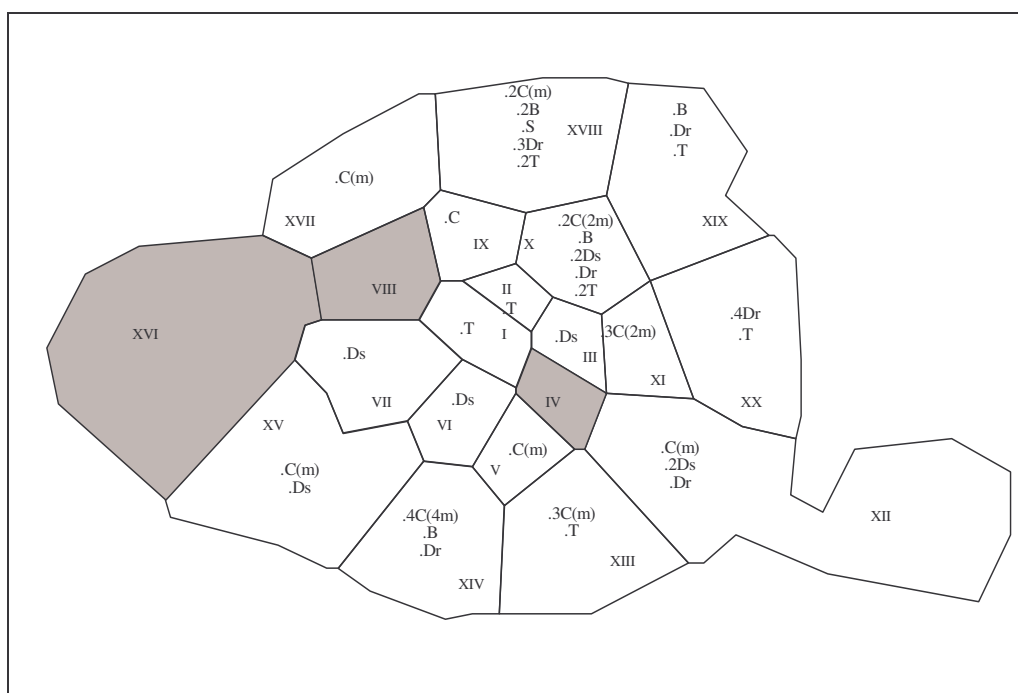 .2C(m)
.2B
.S
XVIII
.3Dr
.2T
.B
.Dr
.T
.C(m)
XVII
.C
IX
X
.2C(2m)
.B
.2Ds
.Dr
.2T
XIX
VIII
II
.T
XVI
.T
I
.Ds
III
.3C(2m)
XI
.4Dr
.T
XX
.Ds
VII
.Ds
VI
IV
XV
.C(m)
.Ds
.C(m)
V
.C(m)
.2Ds
.Dr
XII
.4C(4m)
.B
.Dr
XIV
.3C(m)
.T
XIII